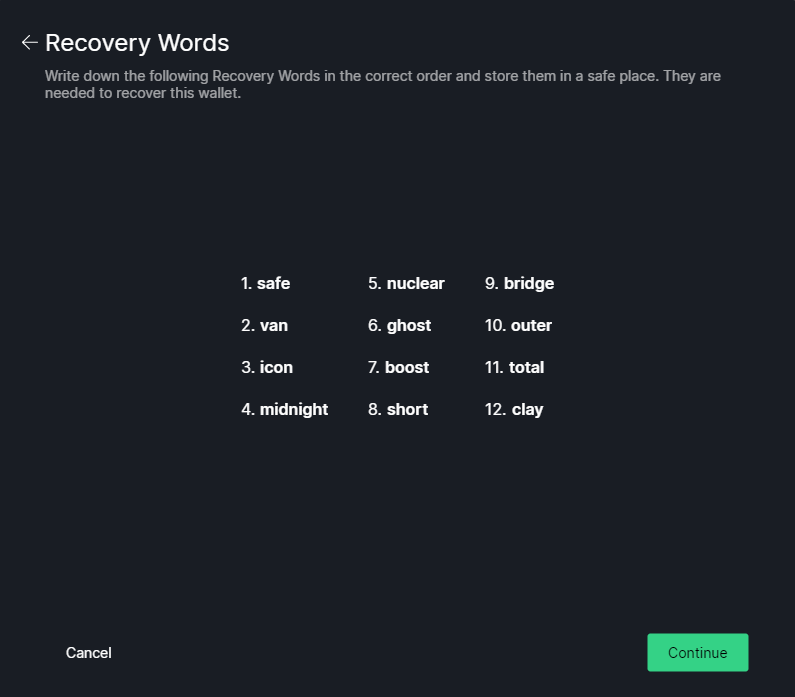 Recovery Words
Write down the following Recovery Words in the correct order and store them in a safe place. They are
needed to recover this wallet.
1. safe
2. van
3. icon
4. midnight
5. nuclear
6. ghost
7. boost
8. short
9. bridge
10. outer
11. total
12. clay
Cancel
Continue